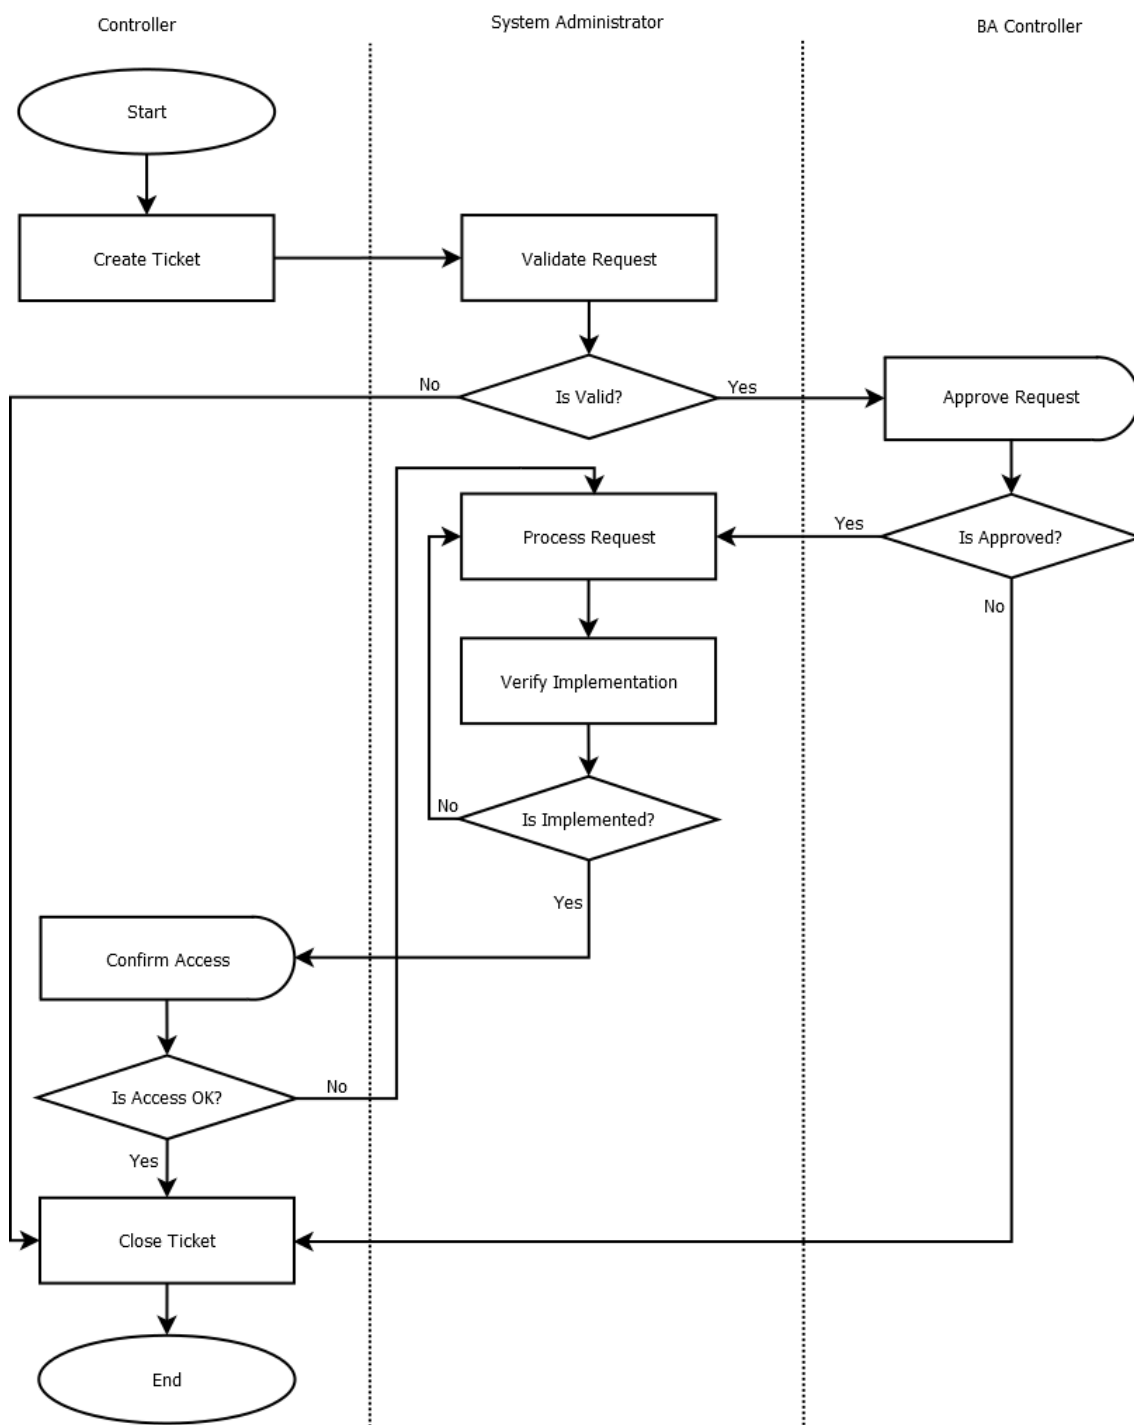 Controller
System Administrator
BA Controller
Start
Create Ticket
Validate Request
No
Is Valid?
Yes
Approve Request
Process Request
Yes
Is Approved?
No
Verify Implementation
No
Is Implemented?
Yes
Confirm Access
Is Access OK?
No
Yes
Close Ticket
End